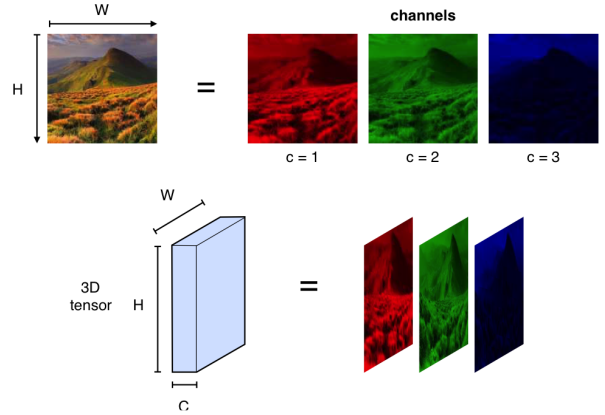 W
channels
H
=
c = 1
c = 2
c = 3
W
3D
tensor
H
=
C